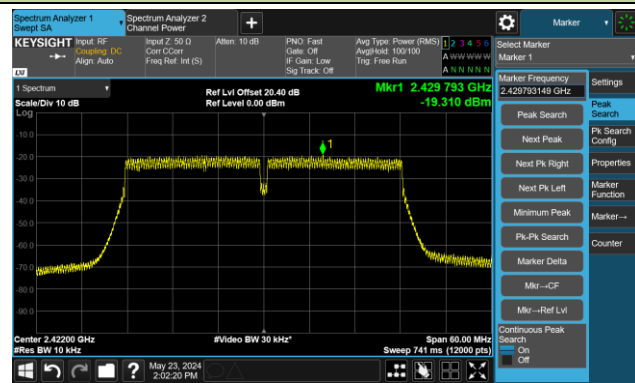 Spectrum Analyzer 1
Swept SA
Spectrum Analyzer 2
Channel Power
+
Marker
KEYSIGHT
Input: RF
Coupling: DC
Align: Auto
Input Z: 50 Ω
Corr CCorr
Freq Ref: Int (S)
Atten: 10 dB
PNO: Fast
Gate: Off
IF Gain: Low
Sig Track: Off
Avg Type: Power (RMS)
Avg|Hold: 100/100
Trig: Free Run
1 2 3 4 5 6
A W W W W W
A N N N N N
Select Marker
Marker 1
LXI
1 Spectrum
Scale/Div 10 dB
Log
Ref Lvl Offset 20.40 dB
Ref Level 0.00 dBm
Mkr1 2.429 793 GHz
-19.310 dBm
-10.0
-20.0
-30.0
-40.0
-50.0
-60.0
-70.0
-80.0
-90.0
1
Center 2.42200 GHz
#Res BW 10 kHz
#Video BW 30 kHz*
Span 60.00 MHz
Sweep 741 ms (12000 pts)
Marker Frequency
2.429793149 GHz
Peak Search
Next Peak
Next Pk Right
Next Pk Left
Minimum Peak
Pk-Pk Search
Marker Delta
Mkr→CF
Mkr→Ref Lvl
Continuous Peak
Search
On
Off
Settings
Peak
Search
Pk Search
Config
Properties
Marker
Function
Marker→
Counter
?
May 23, 2024
2:02:20 PM